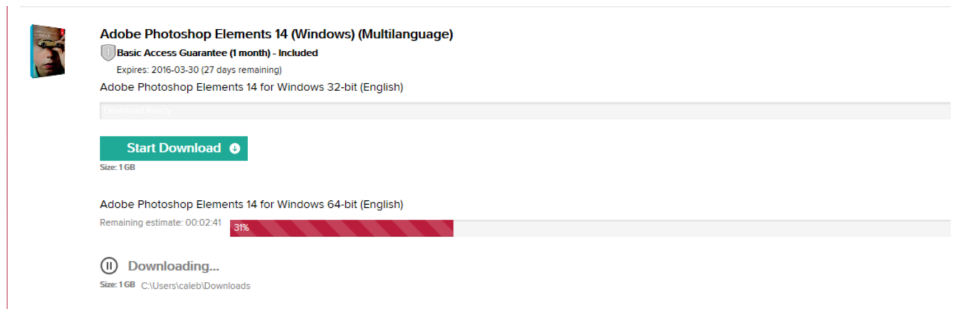 Adobe Photoshop Elements 14 (Windows) (Multilanguage)
Basic Access Guarantee (1 month) - Included
Expires: 2016-03-30 (27 days remaining)
Adobe Photoshop Elements 14 for Windows 32-bit (English)
Start Download
Size: 1 GB
Adobe Photoshop Elements 14 for Windows 64-bit (English)
Remaining estimate: 00:02:41 31%
Downloading...
Size: 1 GB C:\Users\caleb\Downloads